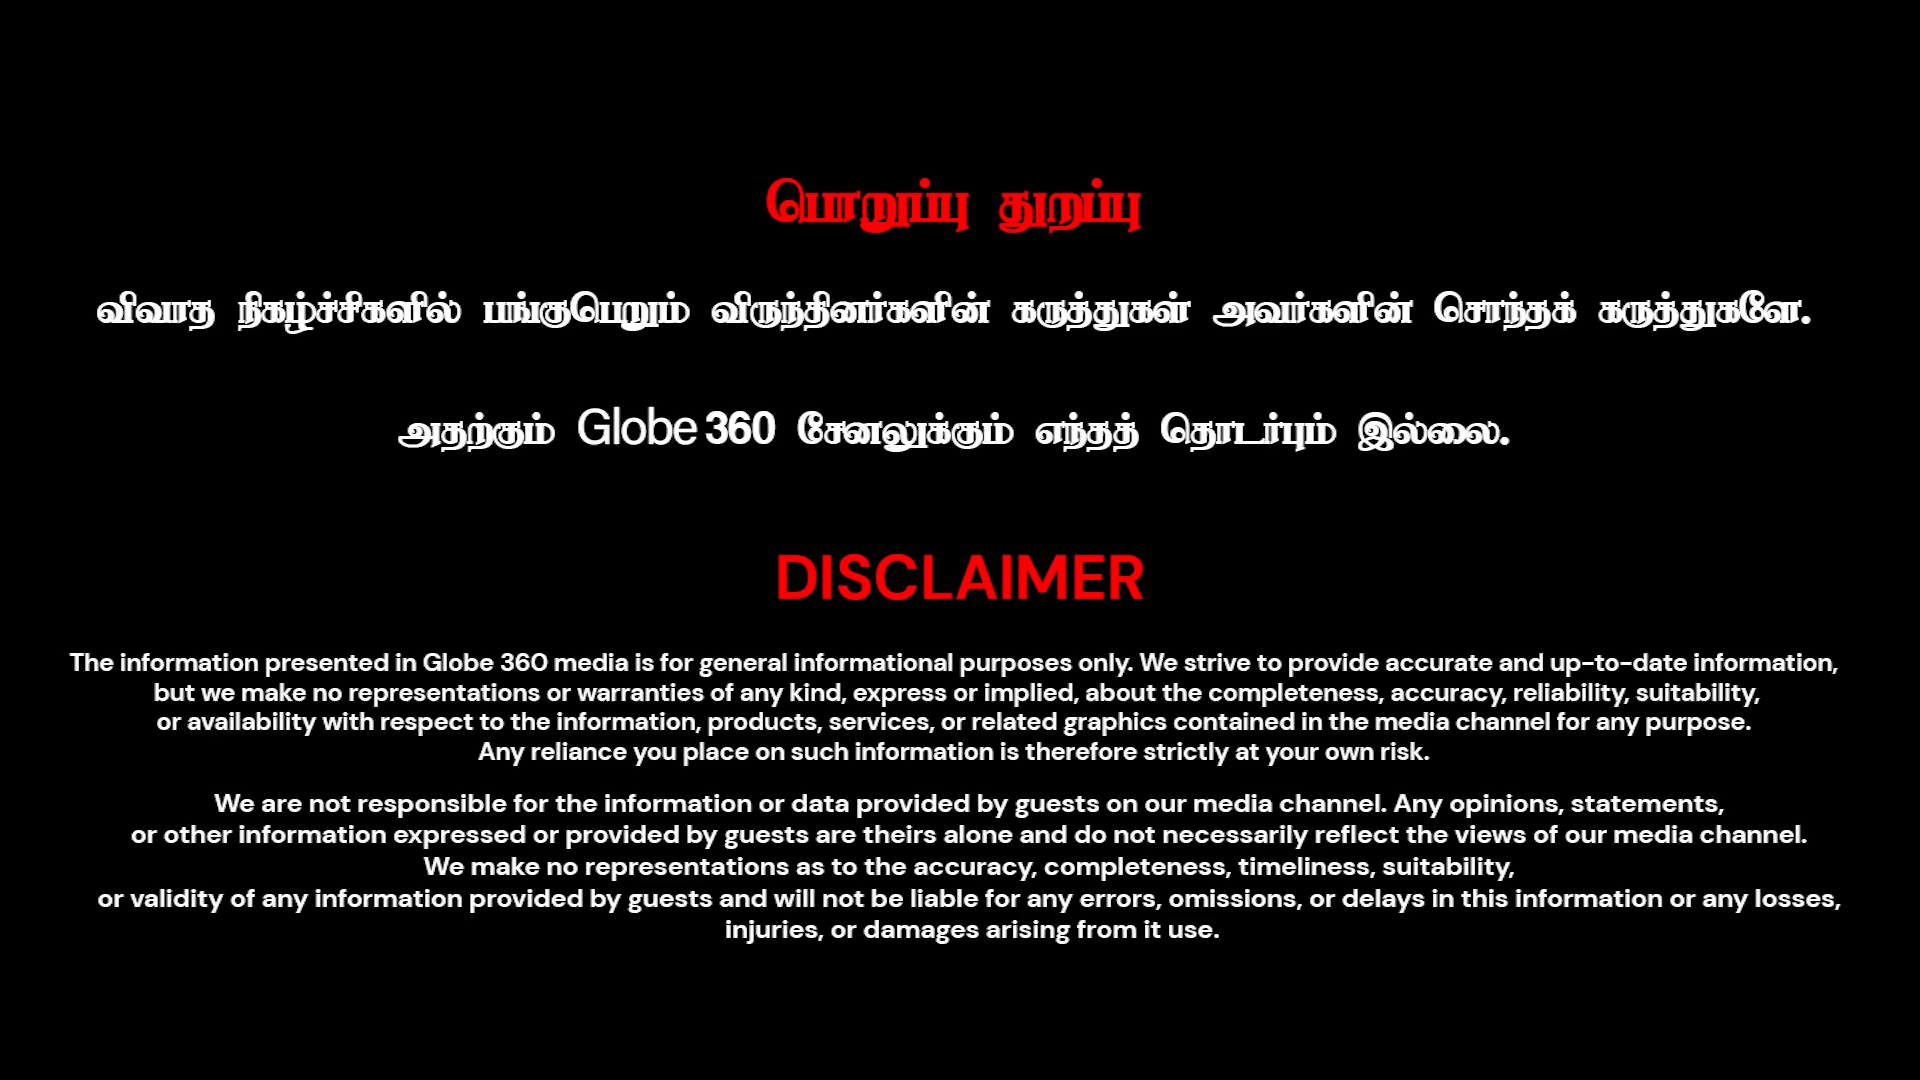 பொறுப்பு துறப்பு
விவாத நிகழ்ச்சிகளில் பங்குபெறும் விருந்தினர்களின் கருத்துகள் அவர்களின் சொந்தக் கருத்துகளே.
அதற்கும் Globe 360 சேனலுக்கும் எந்தத் தொடர்பும் இல்லை.
DISCLAIMER
The information presented in Globe 360 media is for general informational purposes only. We strive to provide accurate and up-to-date information,
but we make no representations or warranties of any kind, express or implied, about the completeness, accuracy, reliability, suitability,
or availability with respect to the information, products, services, or related graphics contained in the media channel for any purpose.
Any reliance you place on such information is therefore strictly at your own risk.
We are not responsible for the information or data provided by guests on our media channel. Any opinions, statements,
or other information expressed or provided by guests are theirs alone and do not necessarily reflect the views of our media channel.
We make no representations as to the accuracy, completeness, timeliness, suitability,
or validity of any information provided by guests and will not be liable for any errors, omissions, or delays in this information or any losses,
injuries, or damages arising from it use.